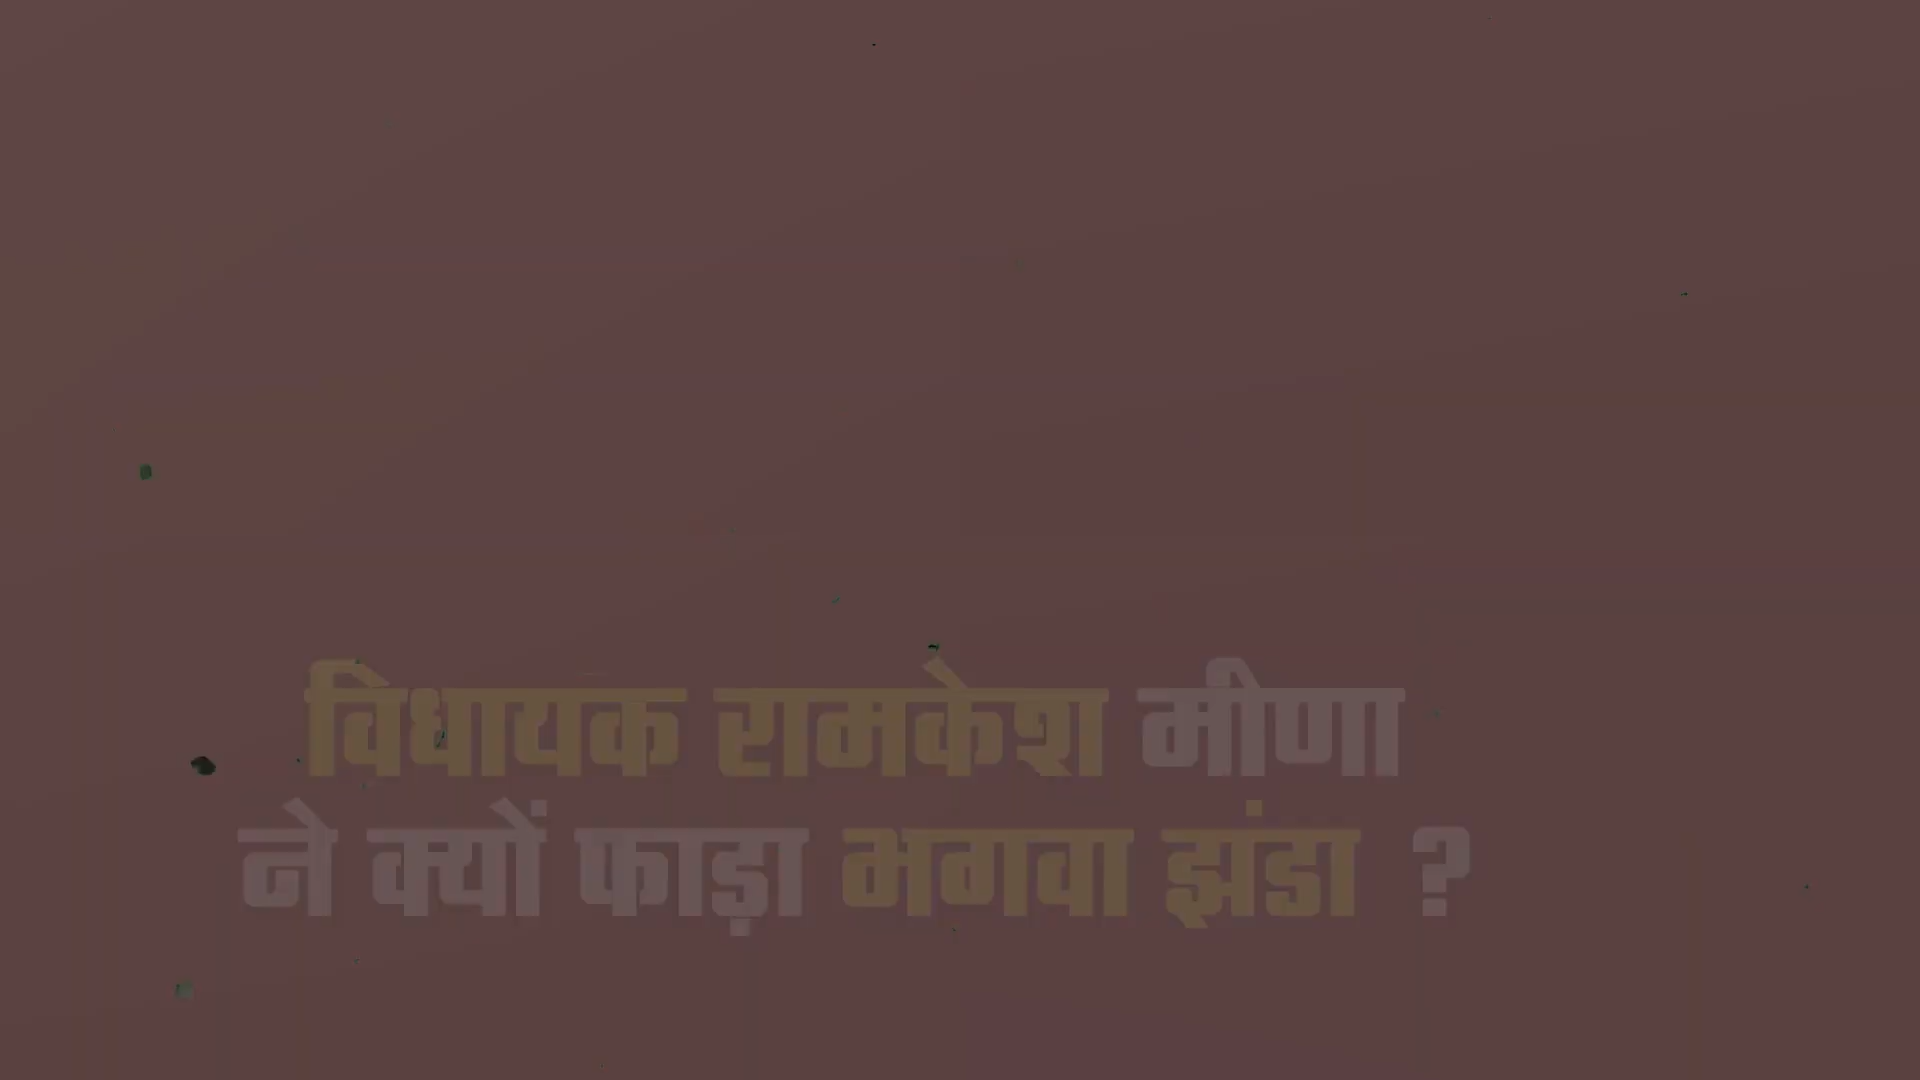 विधायक रामकेश मीणा
ने क्यों फाड़ा भगवा झंडा ?